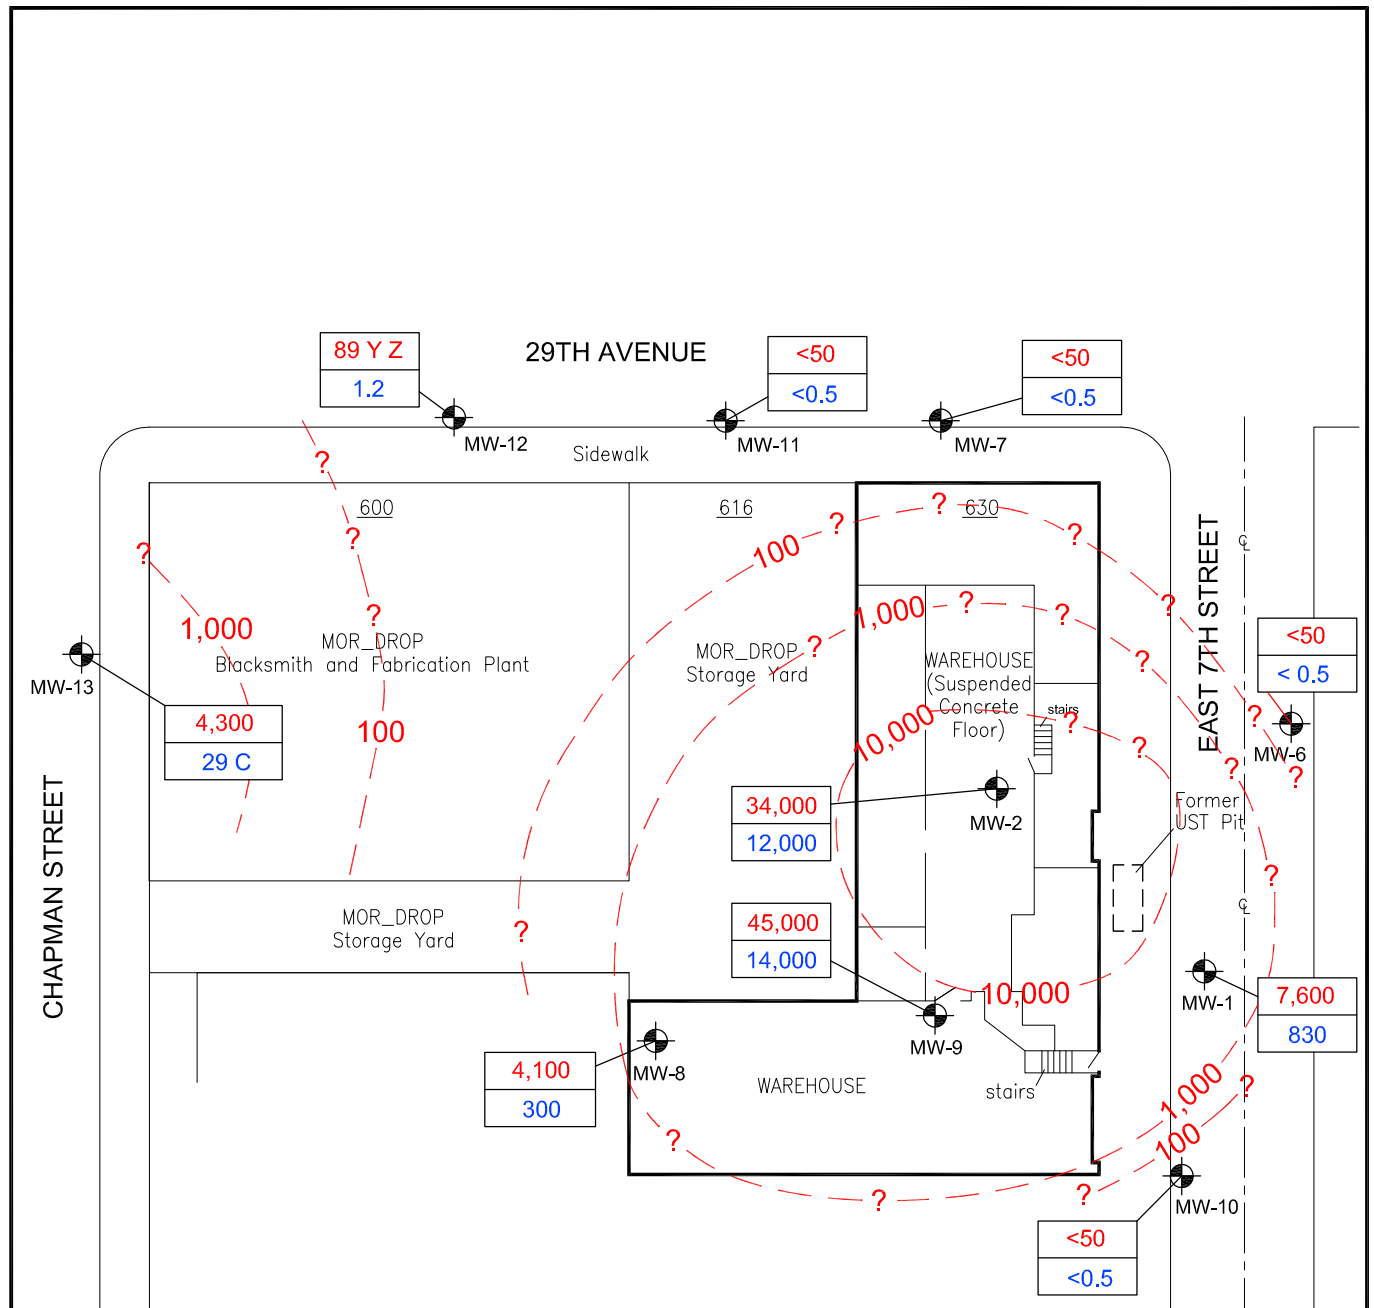 89 Y Z
1.2
29TH AVENUE
<50
<0.5
<50
<0.5
MW-12
MW-11
MW-7
Sidewalk
?
600
616
?
630
?
?
?
100
?
?
EAST 7TH STREET
℄
1,000
?
1,000
?
?
?
?
<50
< 0.5
MOR_DROP
Blacksmith and Fabrication Plant
MOR_DROP
Storage Yard
?
WAREHOUSE
(Suspended
Concrete
Floor)
?
MW-13
4,300
29 C
100
10,000
stairs
?
?
?
MW-6
?
?
34,000
12,000
MW-2
Former
UST Pit
CHAPMAN STREET
MOR_DROP
Storage Yard
?
?
℄
45,000
14,000
10,000
MW-1
7,600
830
MW-9
MW-8
4,100
300
WAREHOUSE
stairs
1,000
?
100
?
?
?
MW-10
<50
<0.5